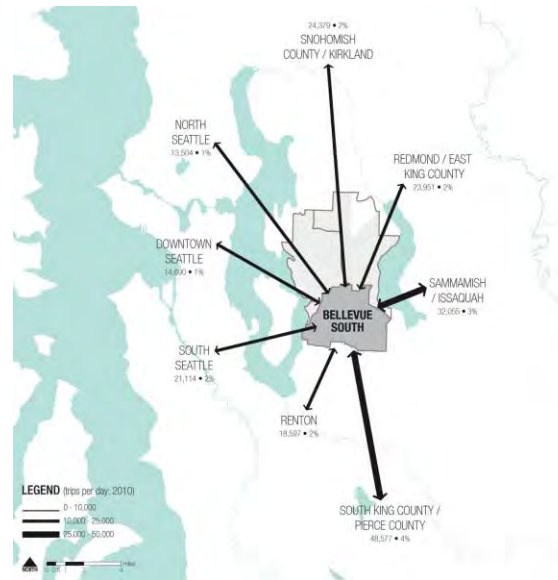 24,379 • 2%
SNOHOMISH
COUNTY / KIRKLAND
NORTH
SEATTLE
13,504 • 1%
REDMOND / EAST
KING COUNTY
23,951 • 2%
DOWNTOWN
SEATTLE
14,600 • 1%
SAMMAMISH
/ ISSAQUAH
32,055 • 3%
BELLEVUE
SOUTH
SOUTH
SEATTLE
21,114 • 2%
RENTON
18,597 • 2%
LEGEND (trips per day: 2010)
0 - 10,000
10,000 - 25,000
25,000 - 50,000
SOUTH KING COUNTY /
PIERCE COUNTY
48,577 • 4%